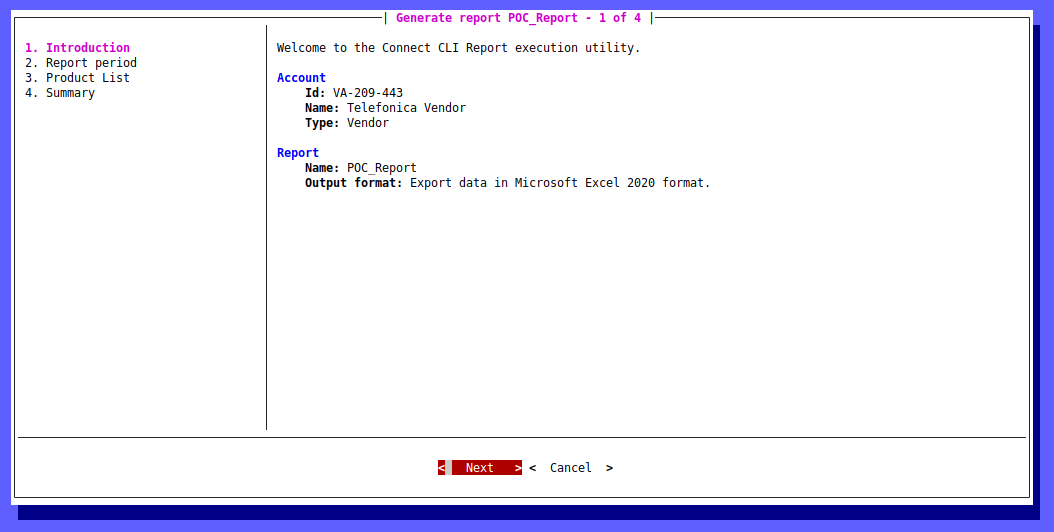 | Generate report POC_Report - 1 of 4 |
1. Introduction
2. Report period
3. Product List
4. Summary
Welcome to the Connect CLI Report execution utility.
Account
Id: VA-209-443
Name: Telefonica Vendor
Type: Vendor
Report
Name: POC_Report
Output format: Export data in Microsoft Excel 2020 format.
< Next > < Cancel >